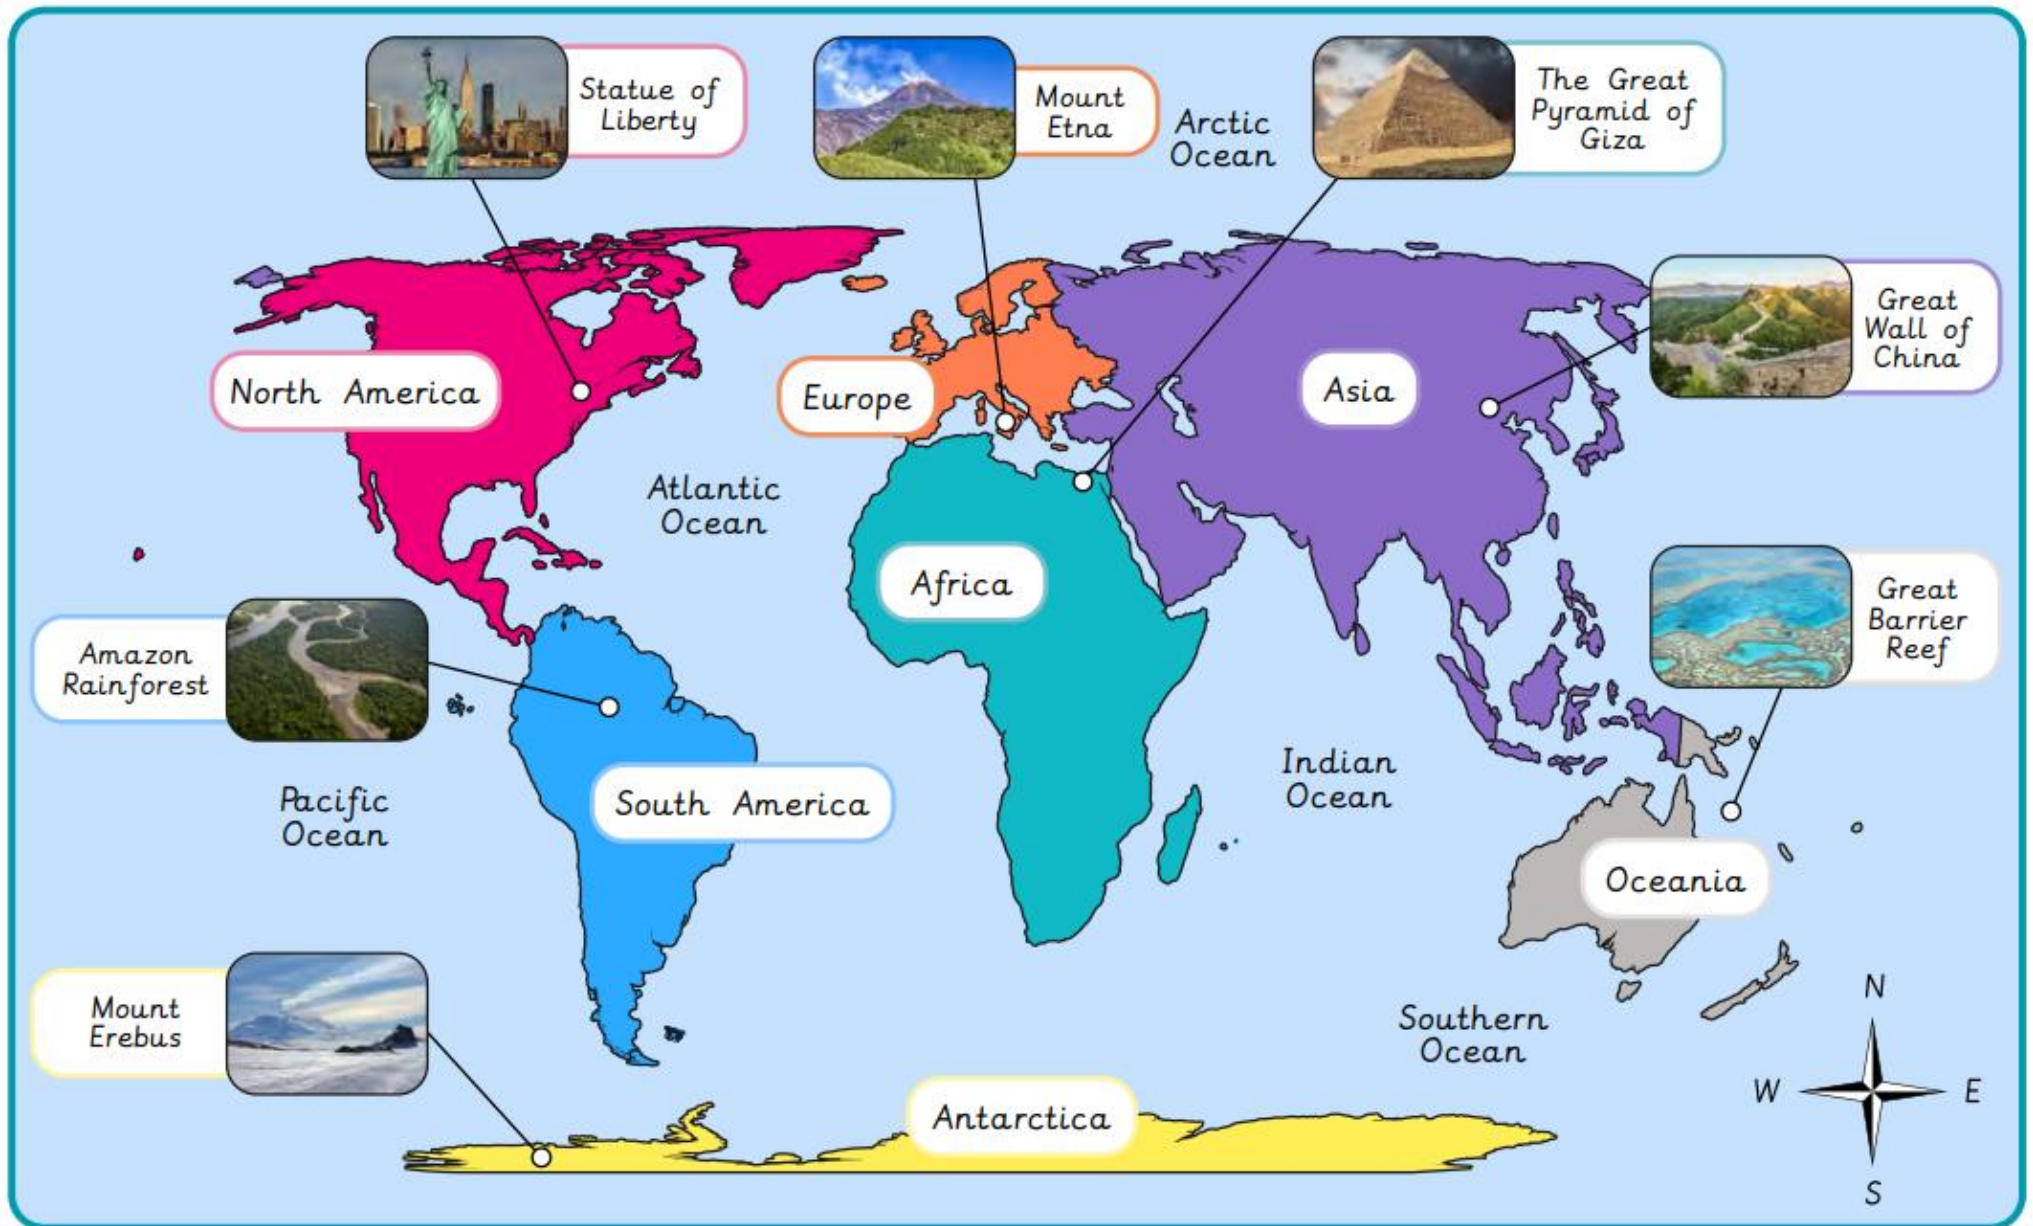 Statue of
Liberty
Mount
Etna
Arctic
Ocean
The Great
Pyramid of
Giza
Great
Wall of
China
North America
Europe
Asia
Atlantic
Ocean
Africa
Great
Barrier
Reef
Amazon
Rainforest
Pacific
Ocean
South America
Indian
Ocean
Oceania
Mount
Erebus
Southern
Ocean
Antarctica
N
W E
S